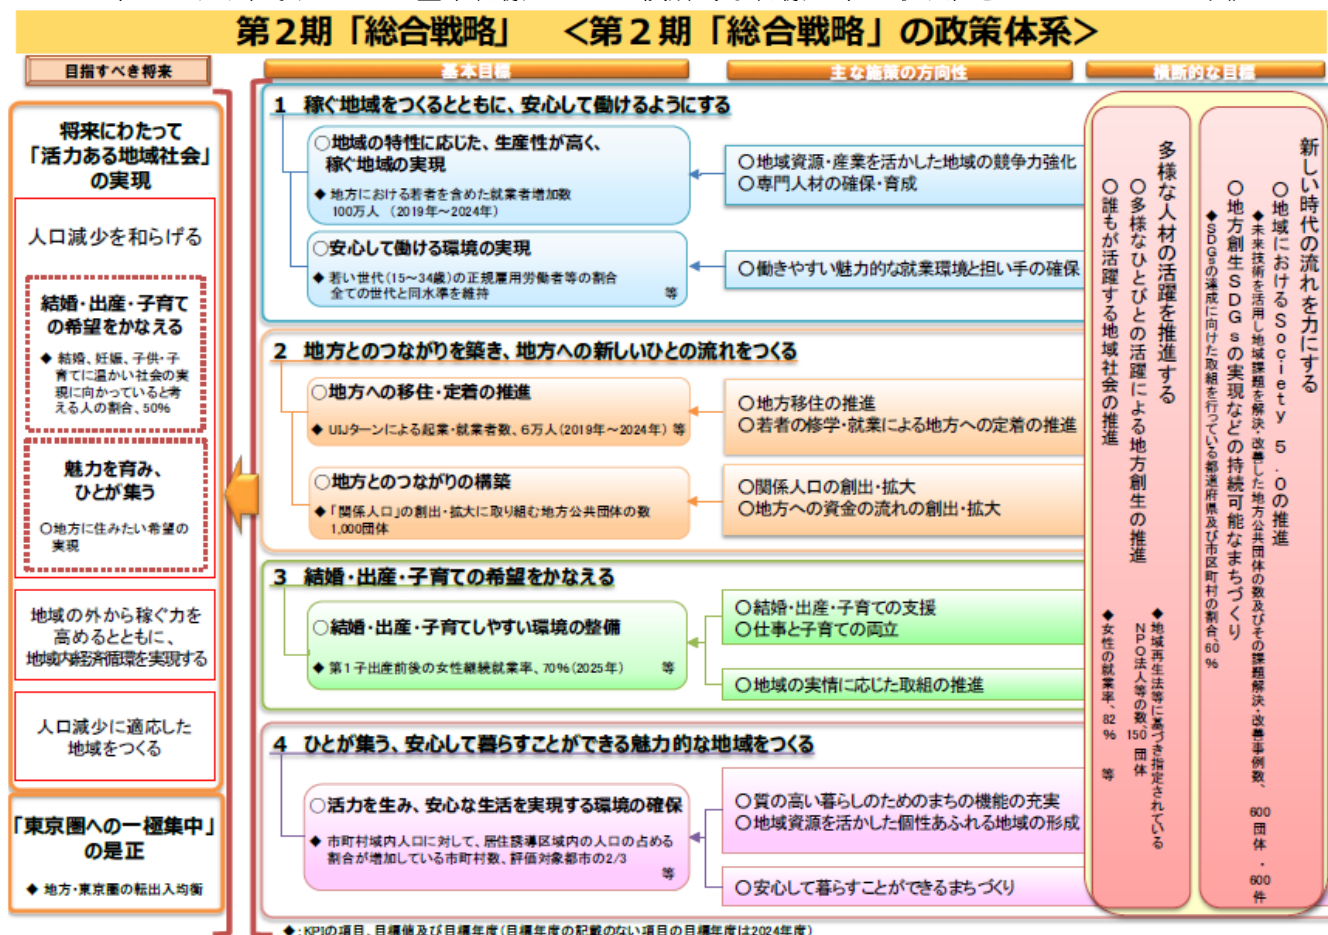 第2期「総合戦略」　＜第２期「総合戦略」の政策体系＞
目指すべき将来
基本目標
主な施策の方向性
横断的な目標
将来にわたって
「活力ある地域社会」
の実現
人口減少を和らげる
結婚・出産・子育て
の希望をかなえる
◆ 結婚、妊娠、子供・子
育てに温かい社会の実
現に向かっていると考
える人の割合、50%
魅力を育み、
ひとが集う
○地方に住みたい希望の
実現
地域の外から稼ぐ力を
高めるとともに、
地域内経済循環を実現する
人口減少に適応した
地域をつくる
「東京圏への一極集中」
の是正
◆ 地方・東京圏の転出入均衡
1　稼ぐ地域をつくるとともに、安心して働けるようにする
○地域の特性に応じた、生産性が高く、
稼ぐ地域の実現
◆ 地方における若者を含めた就業者増加数
100万人 （2019年～2024年）
○安心して働ける環境の実現
◆ 若い世代（15～34歳）の正規雇用労働者等の割合
全ての世代と同水準を維持　等
○地域資源・産業を活かした地域の競争力強化
○専門人材の確保・育成
○働きやすい魅力的な就業環境と担い手の確保
2　地方とのつながりを築き、地方への新しいひとの流れをつくる
○地方への移住・定着の推進
◆ UIJターンによる起業・就業者数、6万人（2019年～2024年） 等
○地方とのつながりの構築
◆「関係人口」の創出・拡大に取り組む地方公共団体の数
1,000団体
○地方移住の推進
○若者の修学・就業による地方への定着の推進
○関係人口の創出・拡大
○地方への資金の流れの創出・拡大
3　結婚・出産・子育ての希望をかなえる
○結婚・出産・子育てしやすい環境の整備
◆ 第１子出産前後の女性継続就業率、70%（2025年）　等
○結婚・出産・子育ての支援
○仕事と子育ての両立
○地域の実情に応じた取組の推進
4　ひとが集う、安心して暮らすことができる魅力的な地域をつくる
○活力を生み、安心な生活を実現する環境の確保
◆ 市町村域内人口に対して、居住誘導区域内の人口の占める
割合が増加している市町村数、評価対象都市の2/3
等
○質の高い暮らしのためのまちの機能の充実
○地域資源を活かした個性あふれる地域の形成
○安心して暮らすことができるまちづくり
新しい時代の流れを力にする
○地域におけるSociety 5.0の推進
◆未来技術を活用し地域課題を解決・改善した地方公共団体の数及びその課題解決・改善事例数、600団体・600件
○地方創生SDGsの実現などの持続可能なまちづくり
◆SDGsの達成に向けた取組を行っている都道府県及び市区町村の割合、60%
多様な人材の活躍を推進する
○多様なひとびとの活躍による地方創生の推進
◆地域再生法等に基づき指定されている
NPO法人等の数、150団体
○誰もが活躍する地域社会の推進
◆女性の就業率、82%　等
◆：KPIの項目、目標値及び目標年度（目標年度の記載のない項目の目標年度は2024年度）